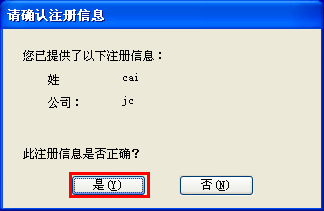 请确认注册信息
您已提供了以下注册信息：
姓 cai
公司： jc
此注册信息是否正确？
是(Y) 否(N)